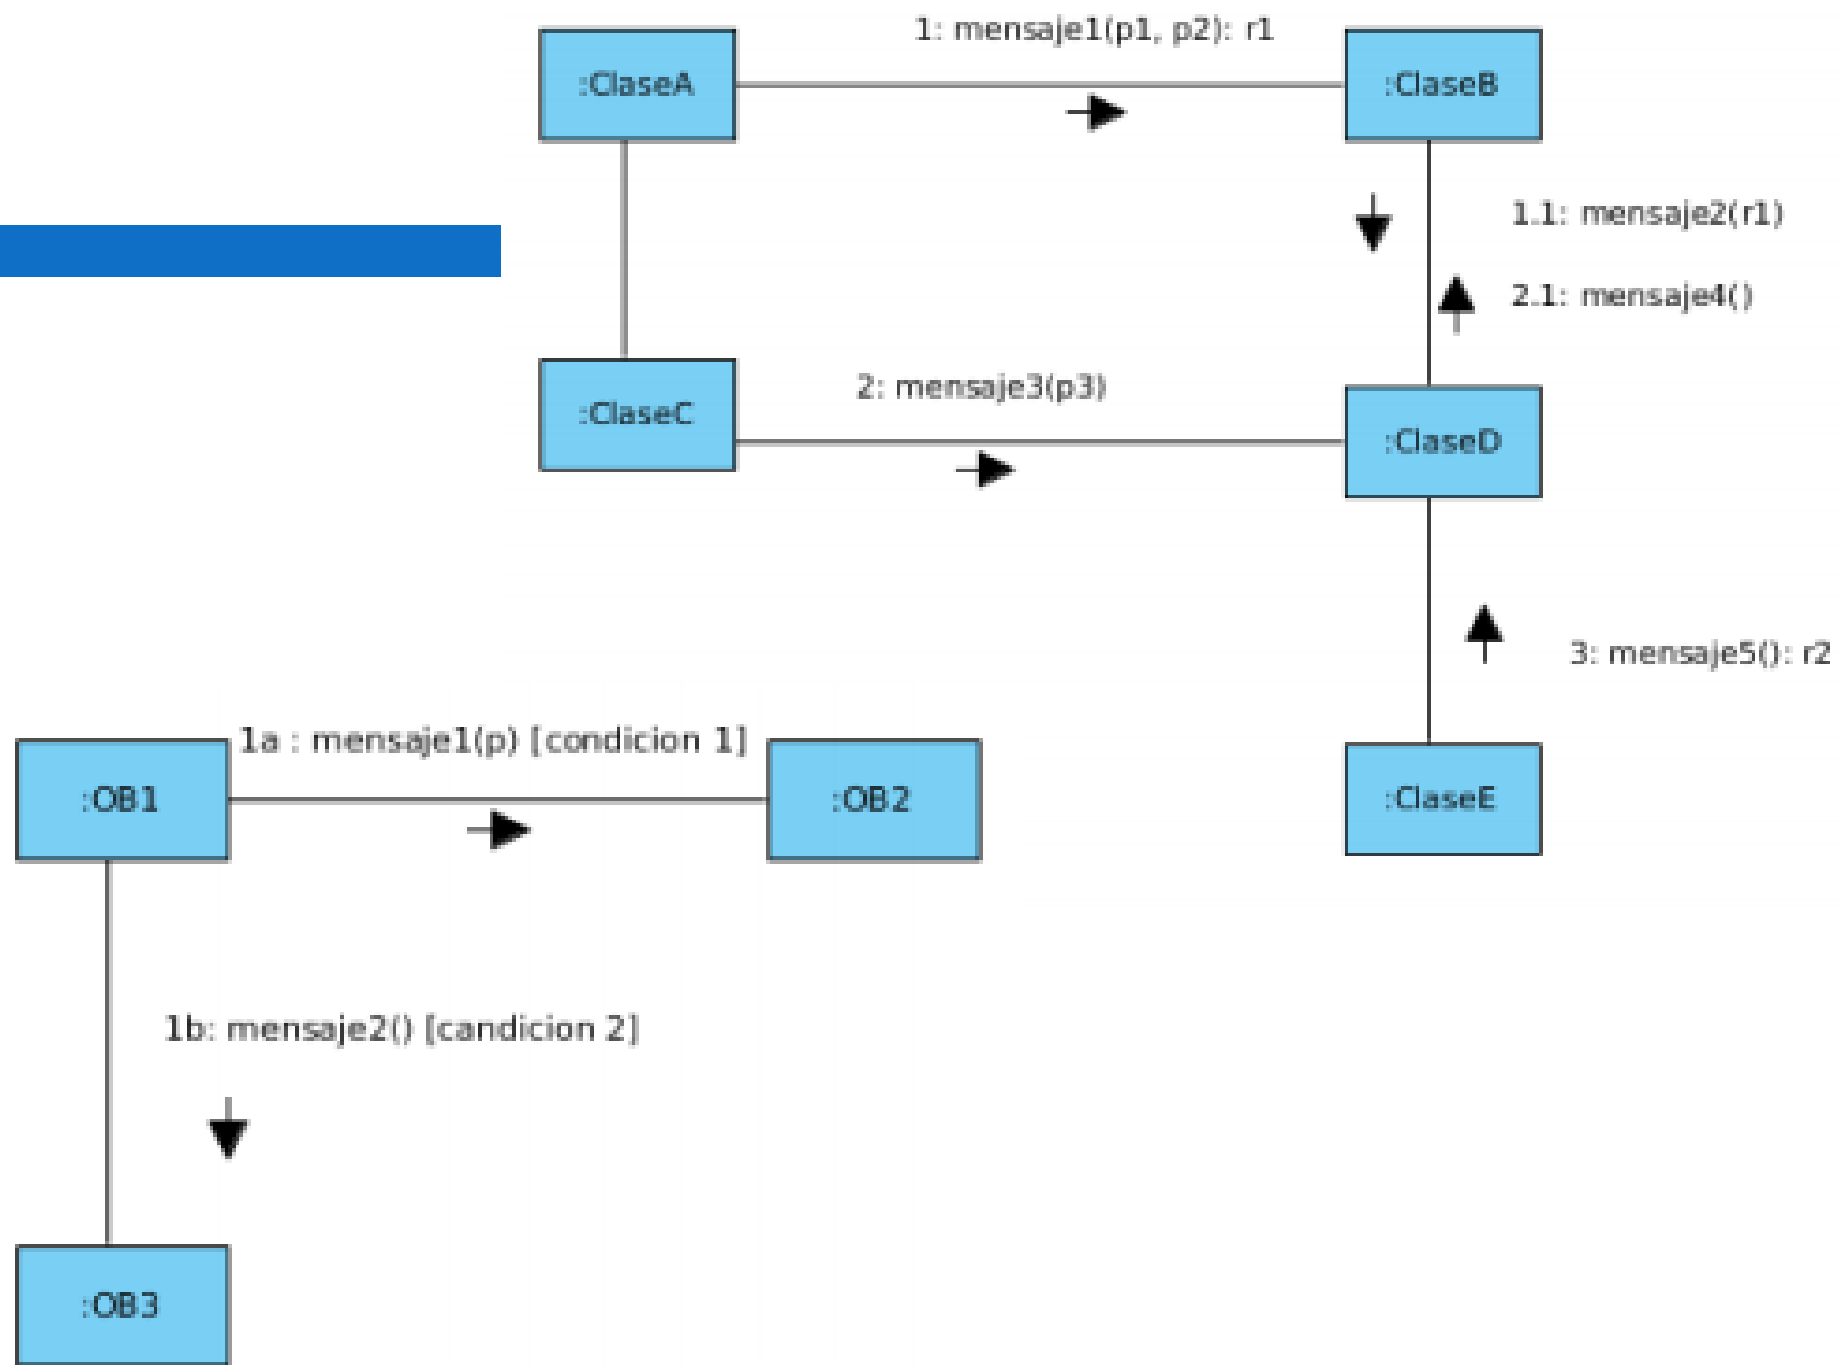 1: mensaje1(p1, p2): r1
:ClaseA
:ClaseB
1.1: mensaje2(r1)
2.1: mensaje4()
2: mensaje3(p3)
:ClaseC
:ClaseD
3: mensaje5(): r2
1a : mensaje1(p) [condicion 1]
:OB1
:OB2
:ClaseE
1b: mensaje2() [candicion 2]
:OB3